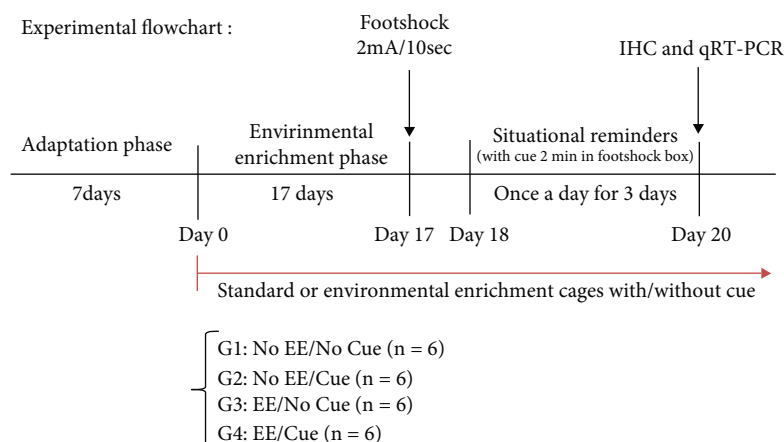 Experimental flowchart :
Footshock
2mA/10sec
IHC and qRT-PCR
Adaptation phase
Envirinmental
enrichment phase
Situational reminders
(with cue 2 min in footshock box)
7days
17 days
Once a day for 3 days
Day 0
Day 17
Day 18
Day 20
Standard or environmental enrichment cages with/without cue
G1: No EE/No Cue (n = 6)
G2: No EE/Cue (n = 6)
G3: EE/No Cue (n = 6)
G4: EE/Cue (n = 6)